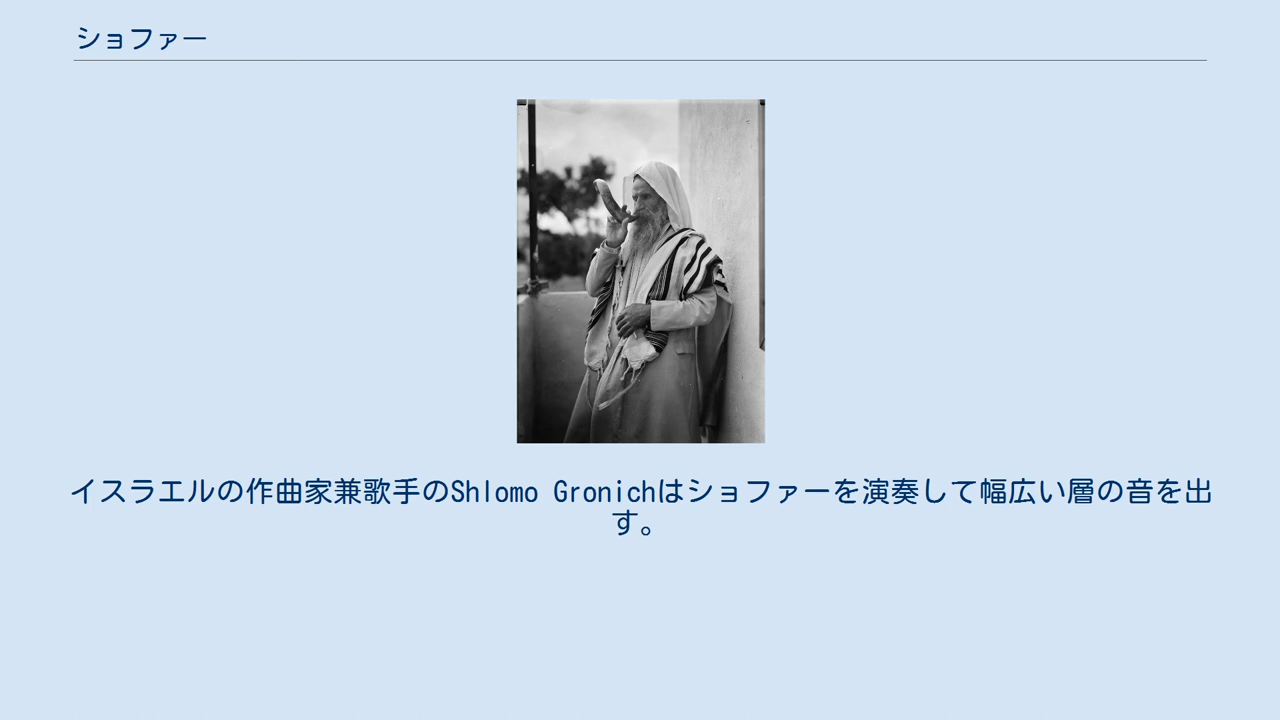 ショファー
イスラエルの作曲家兼歌手のShlomo Gronichはショファーを演奏して幅広い層の音を出
す。